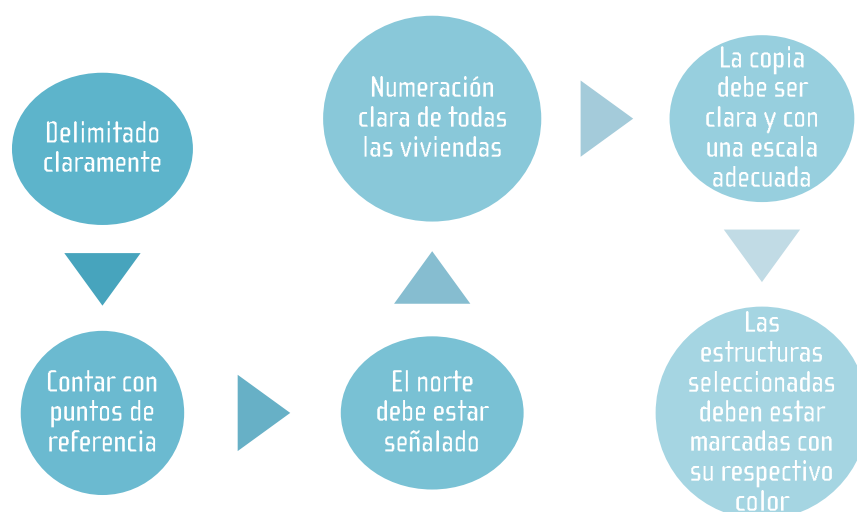 Delimitado
claramente
Contar con
puntos de
referencia
El norte
debe estar
señalado
Numeración
clara de todas
las viviendas
La copia
debe ser
clara y con
una escala
adecuada
Las
estructuras
seleccionadas
deben estar
marcadas con
su respectivo
color